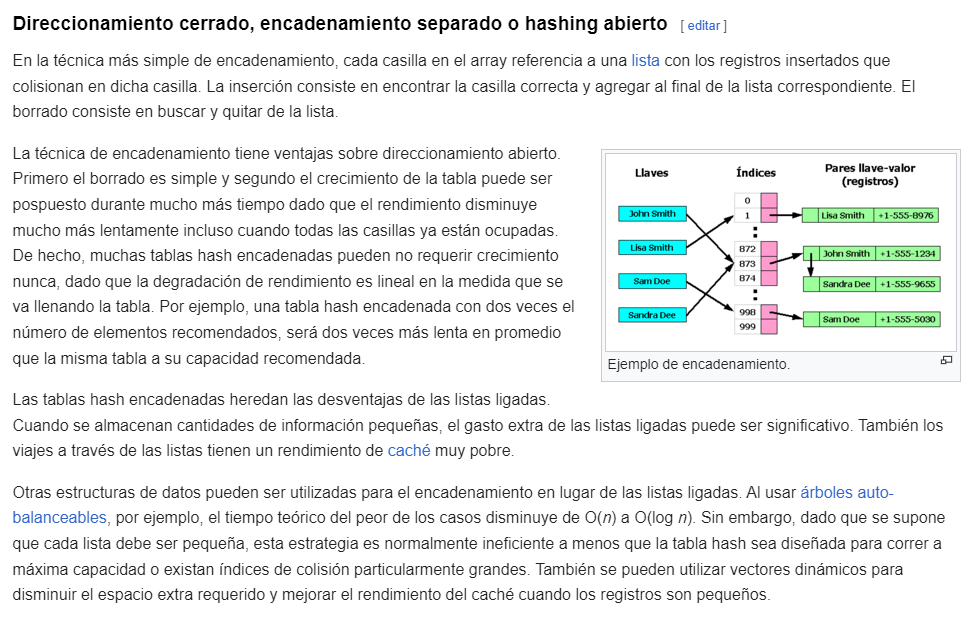 Direccionamiento cerrado, encadenamiento separado o hashing abierto [ editar ]
En la técnica más simple de encadenamiento, cada casilla en el array referencia a una lista con los registros insertados que
colisionan en dicha casilla. La inserción consiste en encontrar la casilla correcta y agregar al final de la lista correspondiente. El
borrado consiste en buscar y quitar de la lista.
La técnica de encadenamiento tiene ventajas sobre direccionamiento abierto.
Primero el borrado es simple y segundo el crecimiento de la tabla puede ser
pospuesto durante mucho más tiempo dado que el rendimiento disminuye
mucho más lentamente incluso cuando todas las casillas ya están ocupadas.
De hecho, muchas tablas hash encadenadas pueden no requerir crecimiento
nunca, dado que la degradación de rendimiento es lineal en la medida que se
va llenando la tabla. Por ejemplo, una tabla hash encadenada con dos veces el
número de elementos recomendados, será dos veces más lenta en promedio
que la misma tabla a su capacidad recomendada.
Llaves
John Smith
Lisa Smith
Sam Doe
Sandra Dee
Índices
0
1
:
872
873
874
:
998
999
Pares llave-valor
(registros)
Lisa Smith +1-555-8976
John Smith +1-555-1234
Sandra Dee +1-555-9655
Sam Doe +1-555-5030
Ejemplo de encadenamiento.
Las tablas hash encadenadas heredan las desventajas de las listas ligadas.
Cuando se almacenan cantidades de información pequeñas, el gasto extra de las listas ligadas puede ser significativo. También los
viajes a través de las listas tienen un rendimiento de caché muy pobre.
Otras estructuras de datos pueden ser utilizadas para el encadenamiento en lugar de las listas ligadas. Al usar árboles auto-
balanceables, por ejemplo, el tiempo teórico del peor de los casos disminuye de O(n) a O(log n). Sin embargo, dado que se supone
que cada lista debe ser pequeña, esta estrategia es normalmente ineficiente a menos que la tabla hash sea diseñada para correr a
máxima capacidad o existan índices de colisión particularmente grandes. También se pueden utilizar vectores dinámicos para
disminuir el espacio extra requerido y mejorar el rendimiento del caché cuando los registros son pequeños.